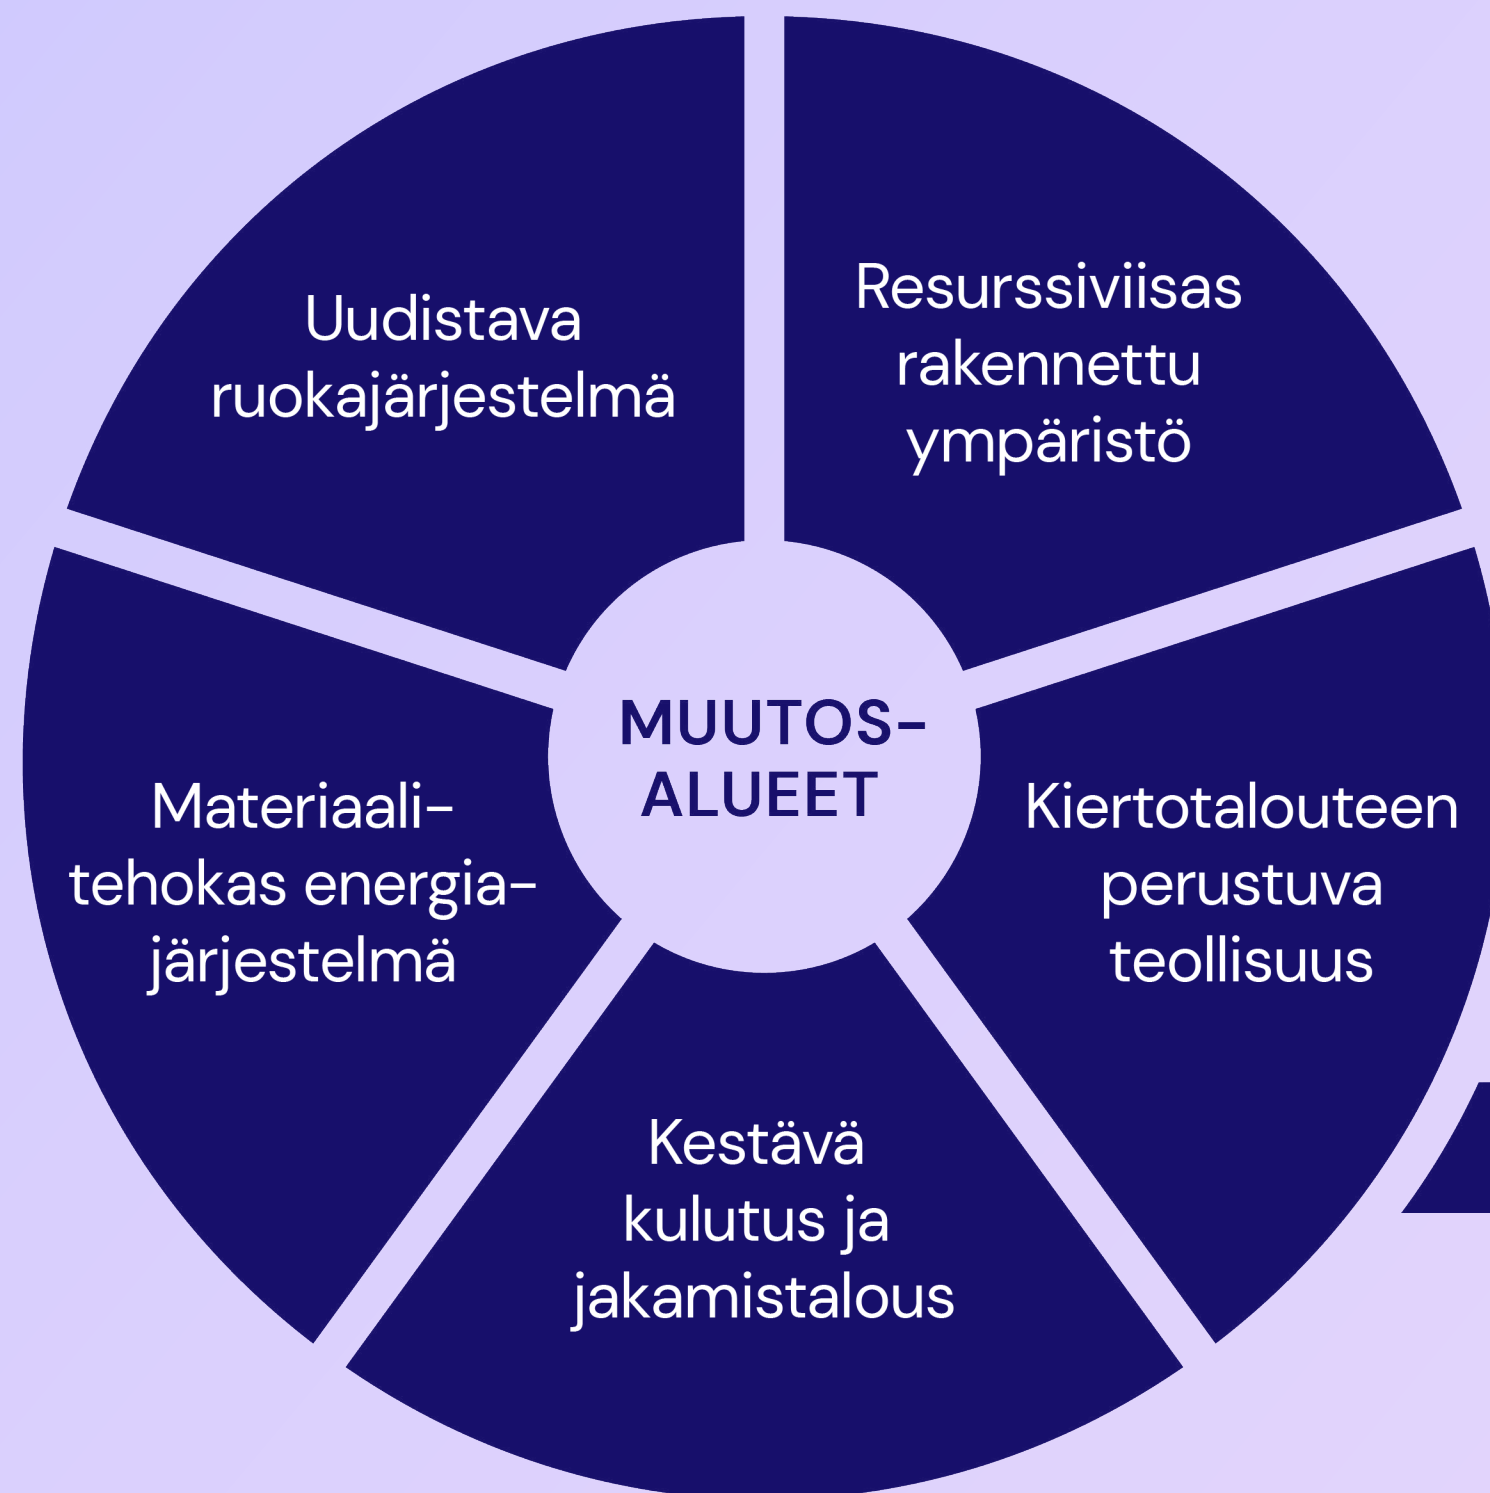 Uudistava
ruokajärjestelmä
Resurssiviisas
rakennettu
ympäristö
MUUTOS-
ALUEET
Materiaali-
tehokas energia-
järjestelmä
Kiertotalouteen
perustuva
teollisuus
Kestävä
kulutus ja
jakamistalous